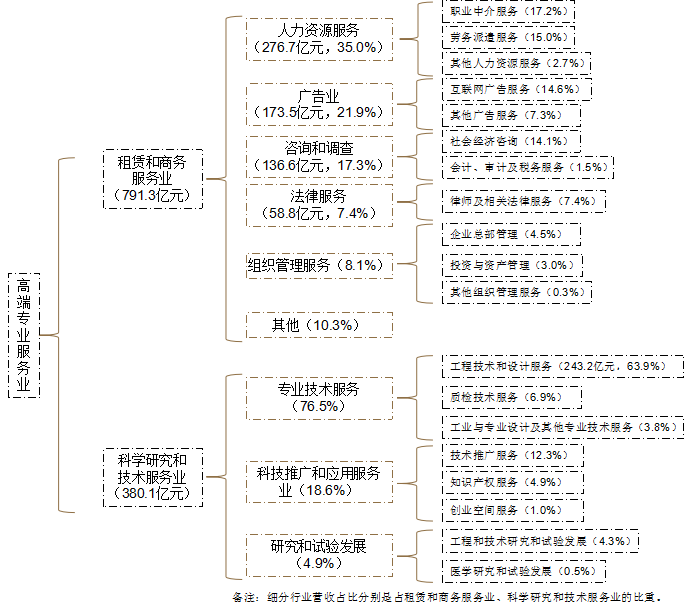 高
端
专
业
服
务
业
租赁和商务
服务业
（791.3亿元）
人力资源服务
（276.7亿元，35.0%）
职业中介服务（17.2%）
劳务派遣服务（15.0%）
其他人力资源服务（2.7%）
广告业
（173.5亿元，21.9%）
互联网广告服务（14.6%）
其他广告服务（7.3%）
咨询和调查
（136.6亿元，17.3%）
社会经济咨询（14.1%）
会计、审计及税务服务（1.5%）
法律服务
（58.8亿元，7.4%）
律师及相关法律服务（7.4%）
组织管理服务（8.1%）
企业总部管理（4.5%）
投资与资产管理（3.0%）
其他组织管理服务（0.3%）
其他（10.3%）
科学研究和
技术服务业
（380.1亿元）
专业技术服务
（76.5%）
工程技术和设计服务（243.2亿元，63.9%）
质检技术服务（6.9%）
工业与专业设计及其他专业技术服务（3.8%）
科技推广和应用服务
业（18.6%）
技术推广服务（12.3%）
知识产权服务（4.9%）
创业空间服务（1.0%）
研究和试验发展
（4.9%）
工程和技术研究和试验发展（4.3%）
医学研究和试验发展（0.5%）
备注：细分行业营收占比分别是占租赁和商务服务业、科学研究和技术服务业的比重。